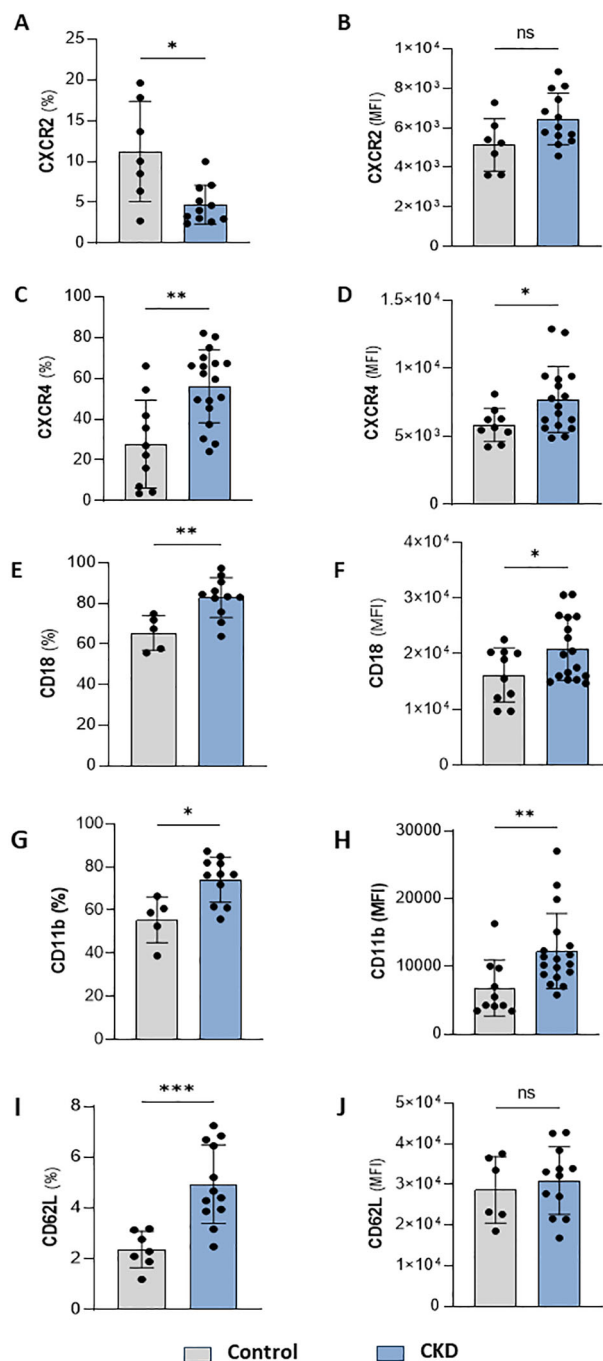 A
CXCR2 (%)
25
20
15
10
5
0
*
B
CXCR2 (MFI)
1×10⁴
8×10³
6×10³
4×10³
2×10³
0
ns
C
CXCR4 (%)
100
80
60
40
20
0
**
D
CXCR4 (MFI)
1.5×10⁴
1×10⁴
5×10³
0
*
E
CD18 (%)
100
80
60
40
20
0
**
F
CD18 (MFI)
4×10⁴
3×10⁴
2×10⁴
1×10⁴
0
*
G
CD11b (%)
100
80
60
40
20
0
*
H
CD11b (MFI)
30000
20000
10000
0
**
I
CD62L (%)
8
6
4
2
0
***
J
CD62L (MFI)
5×10⁴
4×10⁴
3×10⁴
2×10⁴
1×10⁴
0
ns
Control CKD